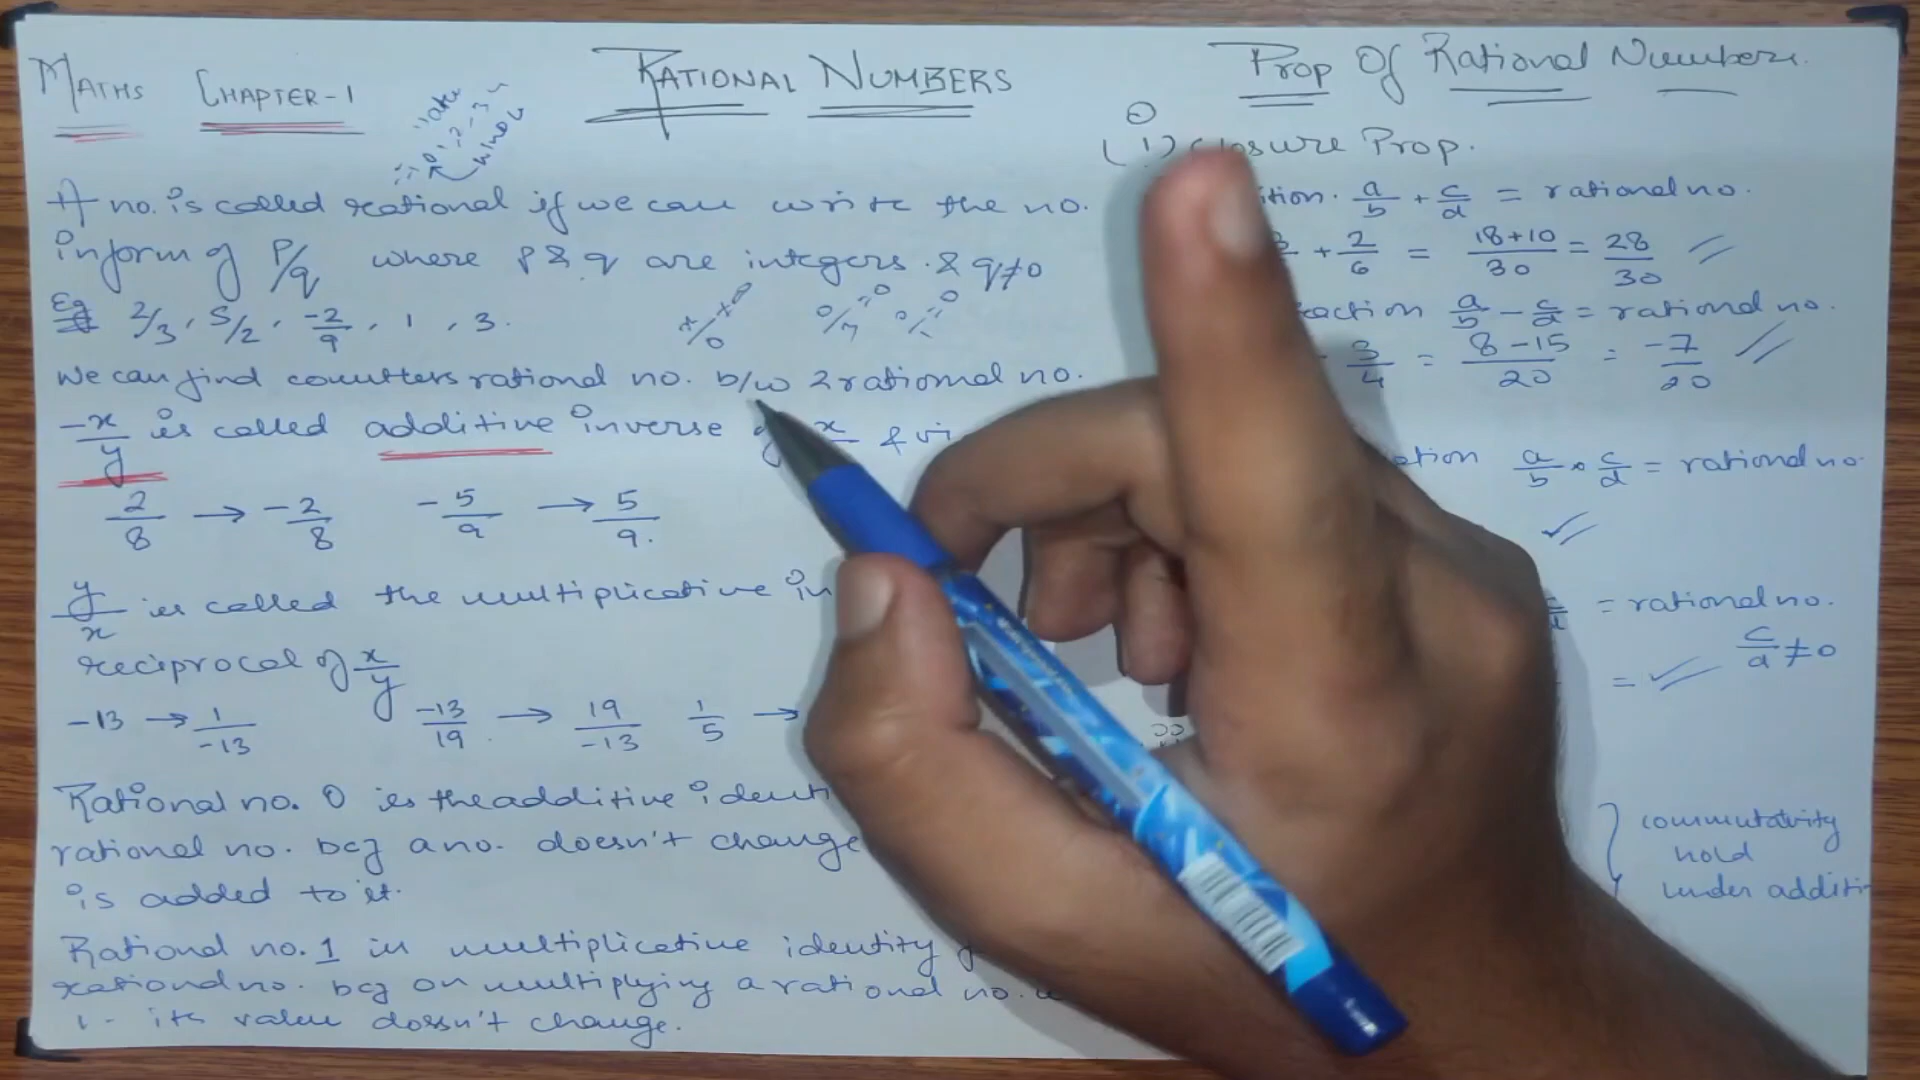 MATHS CHAPTER-1
RATIONAL NUMBERS
A no. is called rational if we can write the no.
in form of P/q where p & q are integers. & q≠0
Eg 2/3, 5/2, -2/9, 1, 3.
We can find countless rational no. b/w 2 rational no.
-x/y is called additive inverse of x &
2/8 → -2/8 -5/9 → 5/9.
y/x is called the multiplicative in
reciprocal of x/y
-13 → 1/-13 -13/19 → 19/-13 1/5 →
Rational no. 0 is the additive identi
rational no. bcz a no. doesn't change
is added to it.
Rational no. 1 is multiplicative identity
rational no. bcz on multiplying a rational no.
1. its value doesn't change.
Prop Of Rational Numbers.
(1) Closure Prop.
ition. a/b + c/d = rational no.
+ 2/6 = 18+10/30 = 28/30
action a/b - c/d = rational no.
- 3/4 = 8-15/20 = -7/20
ation a/b × c/d = rational no.
= rational no.
c/d ≠ 0
=
commutativity
hold
under additi